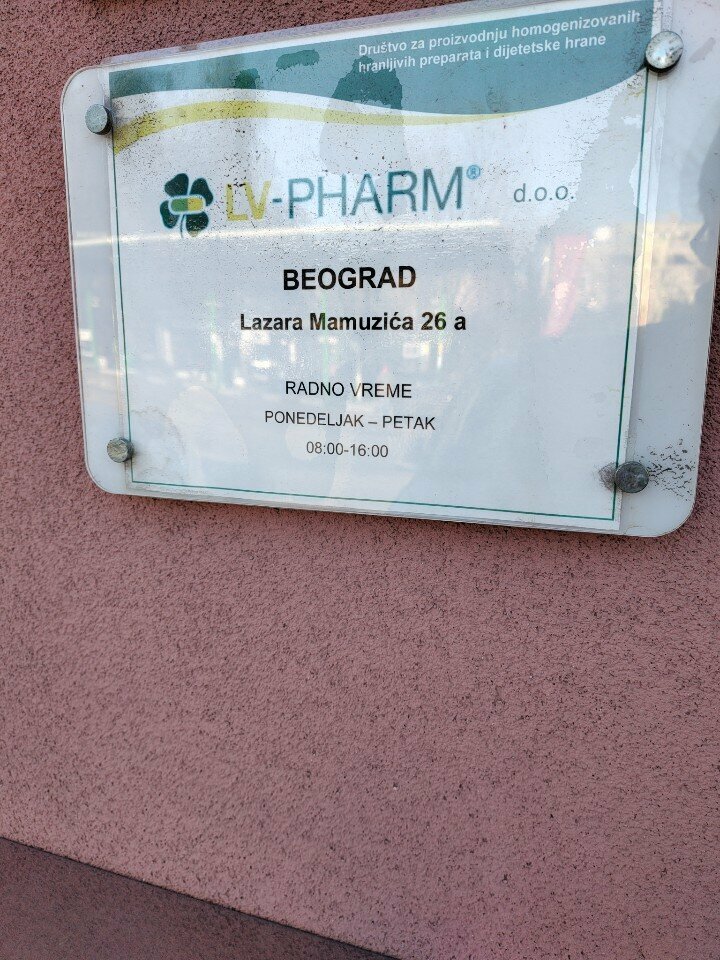 Društvo za proizvodnju homogenizovanih
hranljivih preparata i dijetetske hrane
LV-PHARM® d.o.o.
BEOGRAD
Lazara Mamuzića 26 a
RADNO VREME
PONEDELJAK – PETAK
08:00-16:00